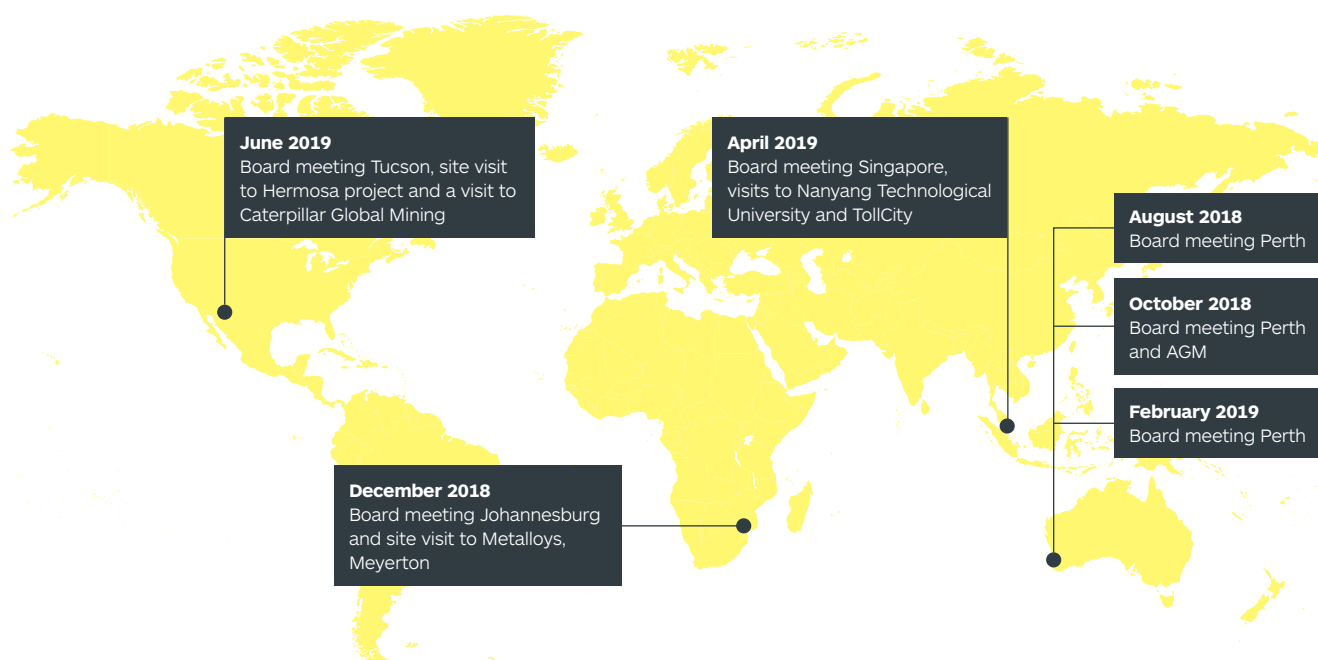 June 2019
Board meeting Tucson, site visit
to Hermosa project and a visit to
Caterpillar Global Mining
April 2019
Board meeting Singapore,
visits to Nanyang Technological
University and TollCity
August 2018
Board meeting Perth
October 2018
Board meeting Perth
and AGM
February 2019
Board meeting Perth
December 2018
Board meeting Johannesburg
and site visit to Metalloys,
Meyerton